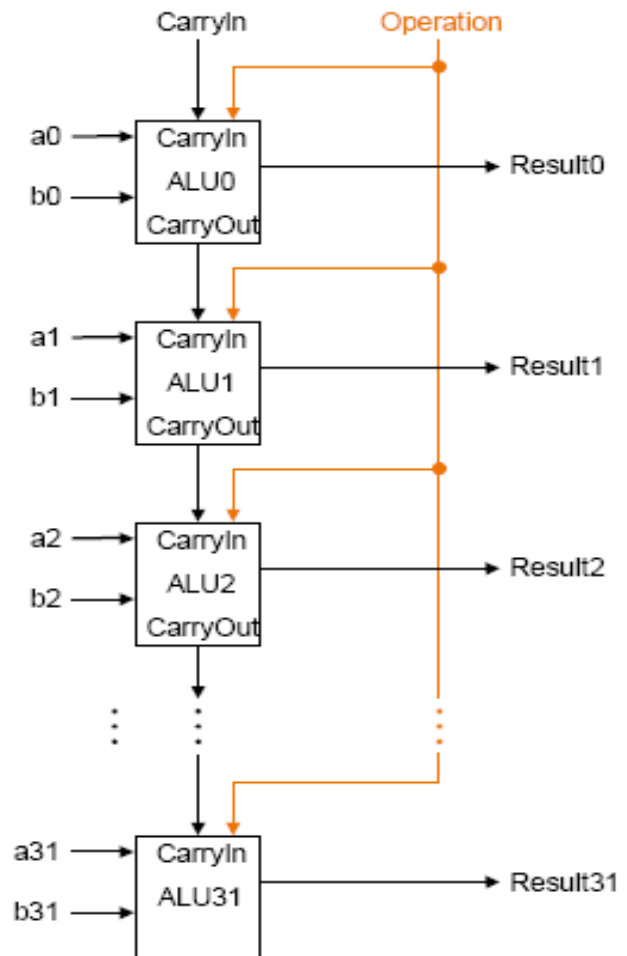 CarryIn Operation
a0
CarryIn
ALU0
Result0
b0
CarryOut
a1
CarryIn
ALU1
Result1
b1
CarryOut
a2
CarryIn
ALU2
Result2
b2
CarryOut
a31
CarryIn
ALU31
Result31
b31